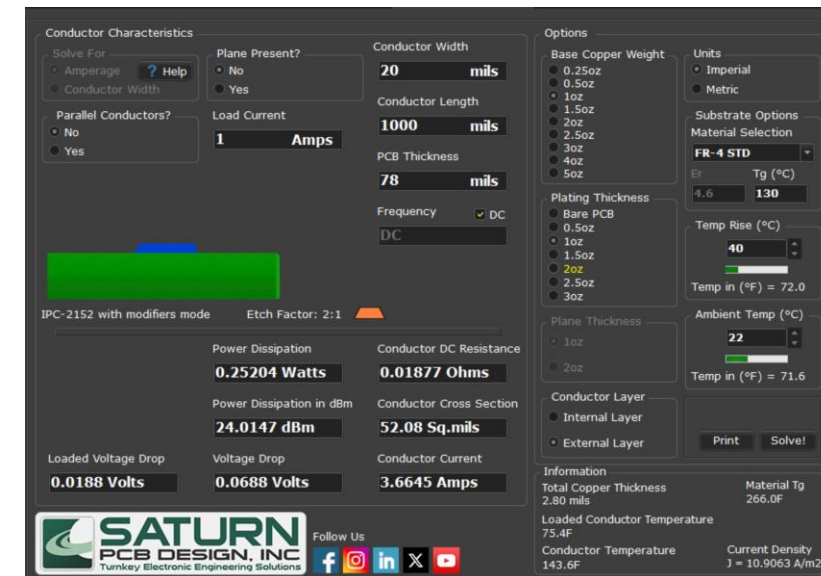 Conductor Characteristics
Solve For
Amperage
? Help
Conductor Width
Plane Present?
No
Yes
Parallel Conductors?
No
Yes
Load Current
1 Amps
Conductor Width
20 mils
Conductor Length
1000 mils
PCB Thickness
78 mils
Frequency
DC
DC
IPC-2152 with modifiers mode
Etch Factor: 2:1
Power Dissipation
0.25204 Watts
Conductor DC Resistance
0.01877 Ohms
Power Dissipation in dBm
24.0147 dBm
Conductor Cross Section
52.08 Sq.mils
Loaded Voltage Drop
0.0188 Volts
Voltage Drop
0.0688 Volts
Conductor Current
3.6645 Amps
SATURN
PCB DESIGN, INC
Turnkey Electronic Engineering Solutions
Follow Us
Options
Base Copper Weight
0.25oz
0.5oz
1oz
1.5oz
2oz
2.5oz
3oz
4oz
5oz
Plating Thickness
Bare PCB
0.5oz
1oz
1.5oz
2oz
2.5oz
3oz
Plane Thickness
1oz
2oz
Conductor Layer
Internal Layer
External Layer
Units
Imperial
Metric
Substrate Options
Material Selection
FR-4 STD
Er Tg (°C)
4.6 130
Temp Rise (°C)
40
Temp in (°F) = 72.0
Ambient Temp (°C)
22
Temp in (°F) = 71.6
Print Solve!
Information
Total Copper Thickness
2.80 mils
Material Tg
266.0F
Loaded Conductor Temperature
75.4F
Conductor Temperature
143.6F
Current Density
J = 10.9063 A/m2